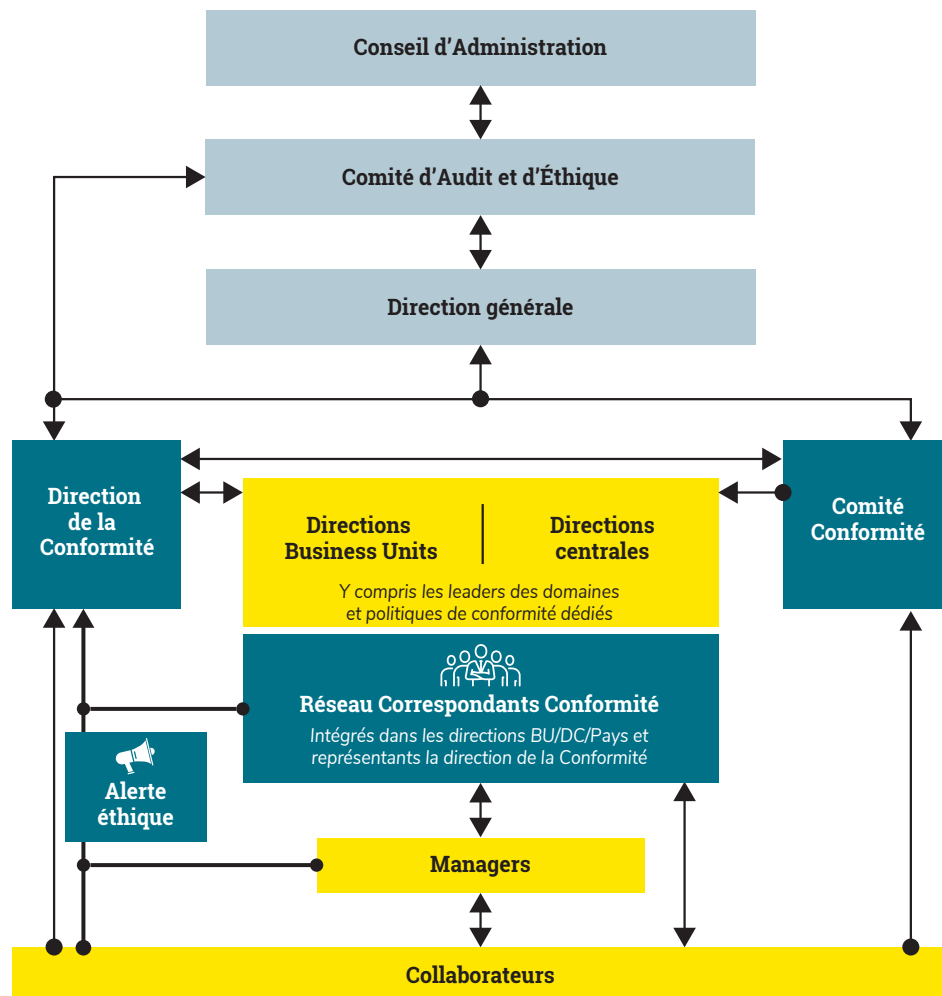 Conseil d’Administration
Comité d’Audit et d’Éthique
Direction générale
Direction
de la
Conformité
Directions
Business Units
Directions
centrales
Y compris les leaders des domaines
et politiques de conformité dédiés
Comité
Conformité
Réseau Correspondants Conformité
Intégrés dans les directions BU/DC/Pays et
représentants la direction de la Conformité
Alerte
éthique
Managers
Collaborateurs